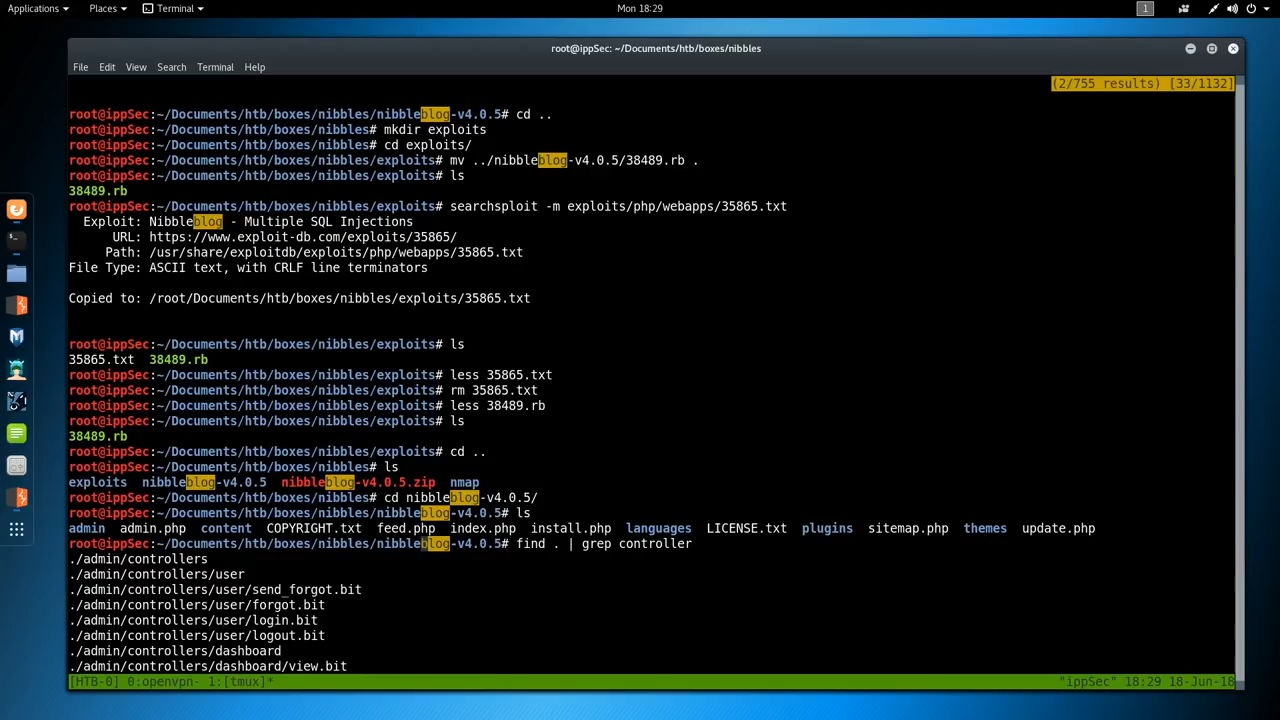 Applications Places Terminal Mon 18:29 1
root@ippSec: ~/Documents/htb/boxes/nibbles
File Edit View Search Terminal Help
(2/755 results) [33/1132]
root@ippSec:~/Documents/htb/boxes/nibbles/nibbleblog-v4.0.5# cd ..
root@ippSec:~/Documents/htb/boxes/nibbles# mkdir exploits
root@ippSec:~/Documents/htb/boxes/nibbles# cd exploits/
root@ippSec:~/Documents/htb/boxes/nibbles/exploits# mv ../nibbleblog-v4.0.5/38489.rb .
root@ippSec:~/Documents/htb/boxes/nibbles/exploits# ls
38489.rb
root@ippSec:~/Documents/htb/boxes/nibbles/exploits# searchsploit -m exploits/php/webapps/35865.txt
Exploit: Nibbleblog - Multiple SQL Injections
URL: https://www.exploit-db.com/exploits/35865/
Path: /usr/share/exploitdb/exploits/php/webapps/35865.txt
File Type: ASCII text, with CRLF line terminators
Copied to: /root/Documents/htb/boxes/nibbles/exploits/35865.txt
root@ippSec:~/Documents/htb/boxes/nibbles/exploits# ls
35865.txt 38489.rb
root@ippSec:~/Documents/htb/boxes/nibbles/exploits# less 35865.txt
root@ippSec:~/Documents/htb/boxes/nibbles/exploits# rm 35865.txt
root@ippSec:~/Documents/htb/boxes/nibbles/exploits# less 38489.rb
root@ippSec:~/Documents/htb/boxes/nibbles/exploits# ls
38489.rb
root@ippSec:~/Documents/htb/boxes/nibbles/exploits# cd ..
root@ippSec:~/Documents/htb/boxes/nibbles# ls
exploits nibbleblog-v4.0.5 nibbleblog-v4.0.5.zip nmap
root@ippSec:~/Documents/htb/boxes/nibbles# cd nibbleblog-v4.0.5/
root@ippSec:~/Documents/htb/boxes/nibbles/nibbleblog-v4.0.5# ls
admin admin.php content COPYRIGHT.txt feed.php index.php install.php languages LICENSE.txt plugins sitemap.php themes update.php
root@ippSec:~/Documents/htb/boxes/nibbles/nibbleblog-v4.0.5# find . | grep controller
./admin/controllers
./admin/controllers/user
./admin/controllers/user/send_forgot.bit
./admin/controllers/user/forgot.bit
./admin/controllers/user/login.bit
./admin/controllers/user/logout.bit
./admin/controllers/dashboard
./admin/controllers/dashboard/view.bit
[HTB-0] 0:openvpn- 1:[tmux]* "ippSec" 18:29 18-Jun-18